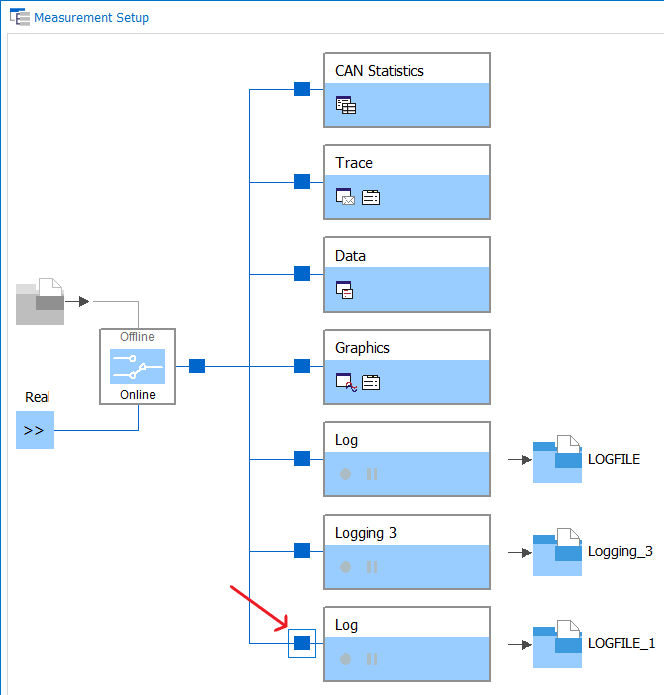 Measurement Setup
CAN Statistics
Trace
Data
Graphics
Offline
Online
Real
>>
Log
LOGFILE
Logging 3
Logging_3
Log
LOGFILE_1